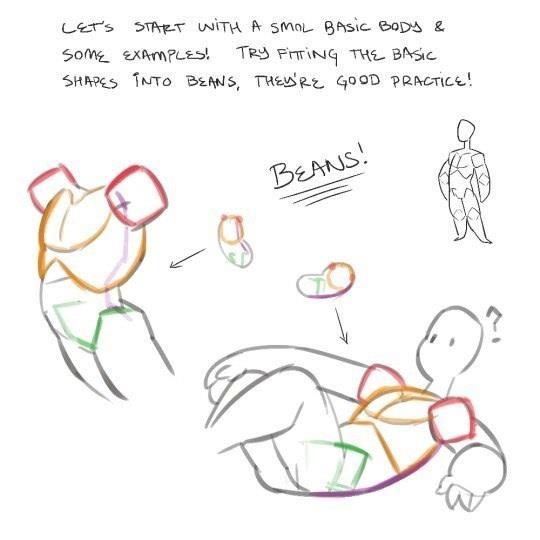 LET'S START WITH A SMOL BASIC BODY &
SOME EXAMPLES! TRY FITTING THE BASIC
SHAPES INTO BEANS, THEY'RE GOOD PRACTICE!
BEANS!
?